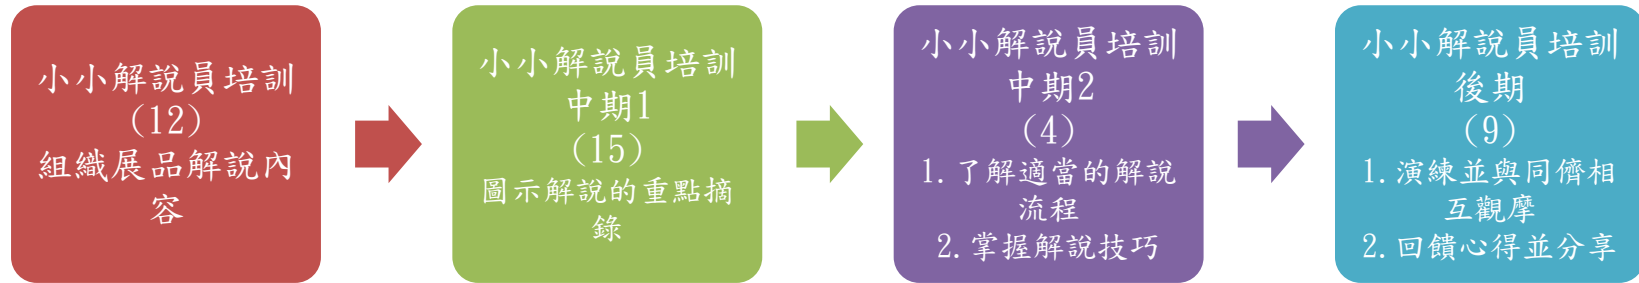 小小解說員培訓
(12)
組織展品解說內
容
小小解說員培訓
中期1
(15)
圖示解說的重點摘
錄
小小解說員培訓
中期2
(4)
1.了解適當的解說
流程
2.掌握解說技巧
小小解說員培訓
後期
(9)
1.演練並與同儕相
互觀摩
2.回饋心得並分享